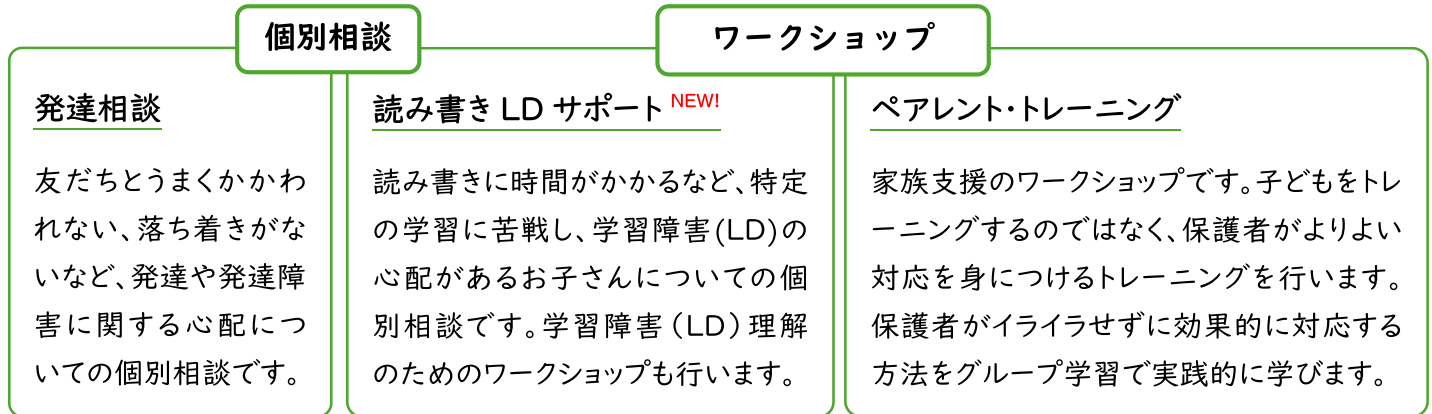 個別相談
ワークショップ
発達相談
友だちとうまくかかわ
れない、落ち着きがな
いなど、発達や発達障
害に関する心配につ
いての個別相談です。
読み書きLDサポート NEW!
読み書きに時間がかかるなど、特定
の学習に苦戦し、学習障害(LD)の
心配があるお子さんについての個
別相談です。学習障害（LD）理解
のためのワークショップも行います。
ペアレント・トレーニング
家族支援のワークショップです。子どもをトレ
ーニングするのではなく、保護者がよりよい
対応を身につけるトレーニングを行います。
保護者がイライラせずに効果的に対応する
方法をグループ学習で実践的に学びます。